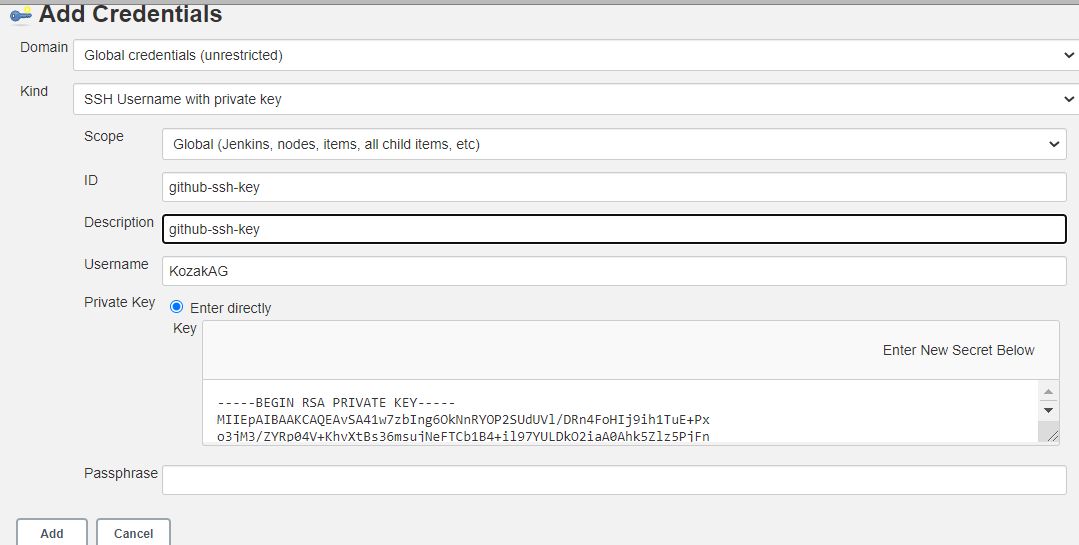 Add Credentials
Domain
Global credentials (unrestricted)
Kind
SSH Username with private key
Scope
Global (Jenkins, nodes, items, all child items, etc)
ID
github-ssh-key
Description
github-ssh-key
Username
KozakAG
Private Key
Enter directly
Key
Enter New Secret Below
-----BEGIN RSA PRIVATE KEY-----
MIIEpAIBAAKCAQEAvSA41w7zbIng6OkNnRYOP2SUdUVl/DRn4FoHIj9ih1TuE+Px
o3jM3/ZYRp04V+KhvXtBs36msujNeFTCb1B4+il97YULDkO2iaA0Ahk5Zlz5PjFn
Passphrase
Add
Cancel